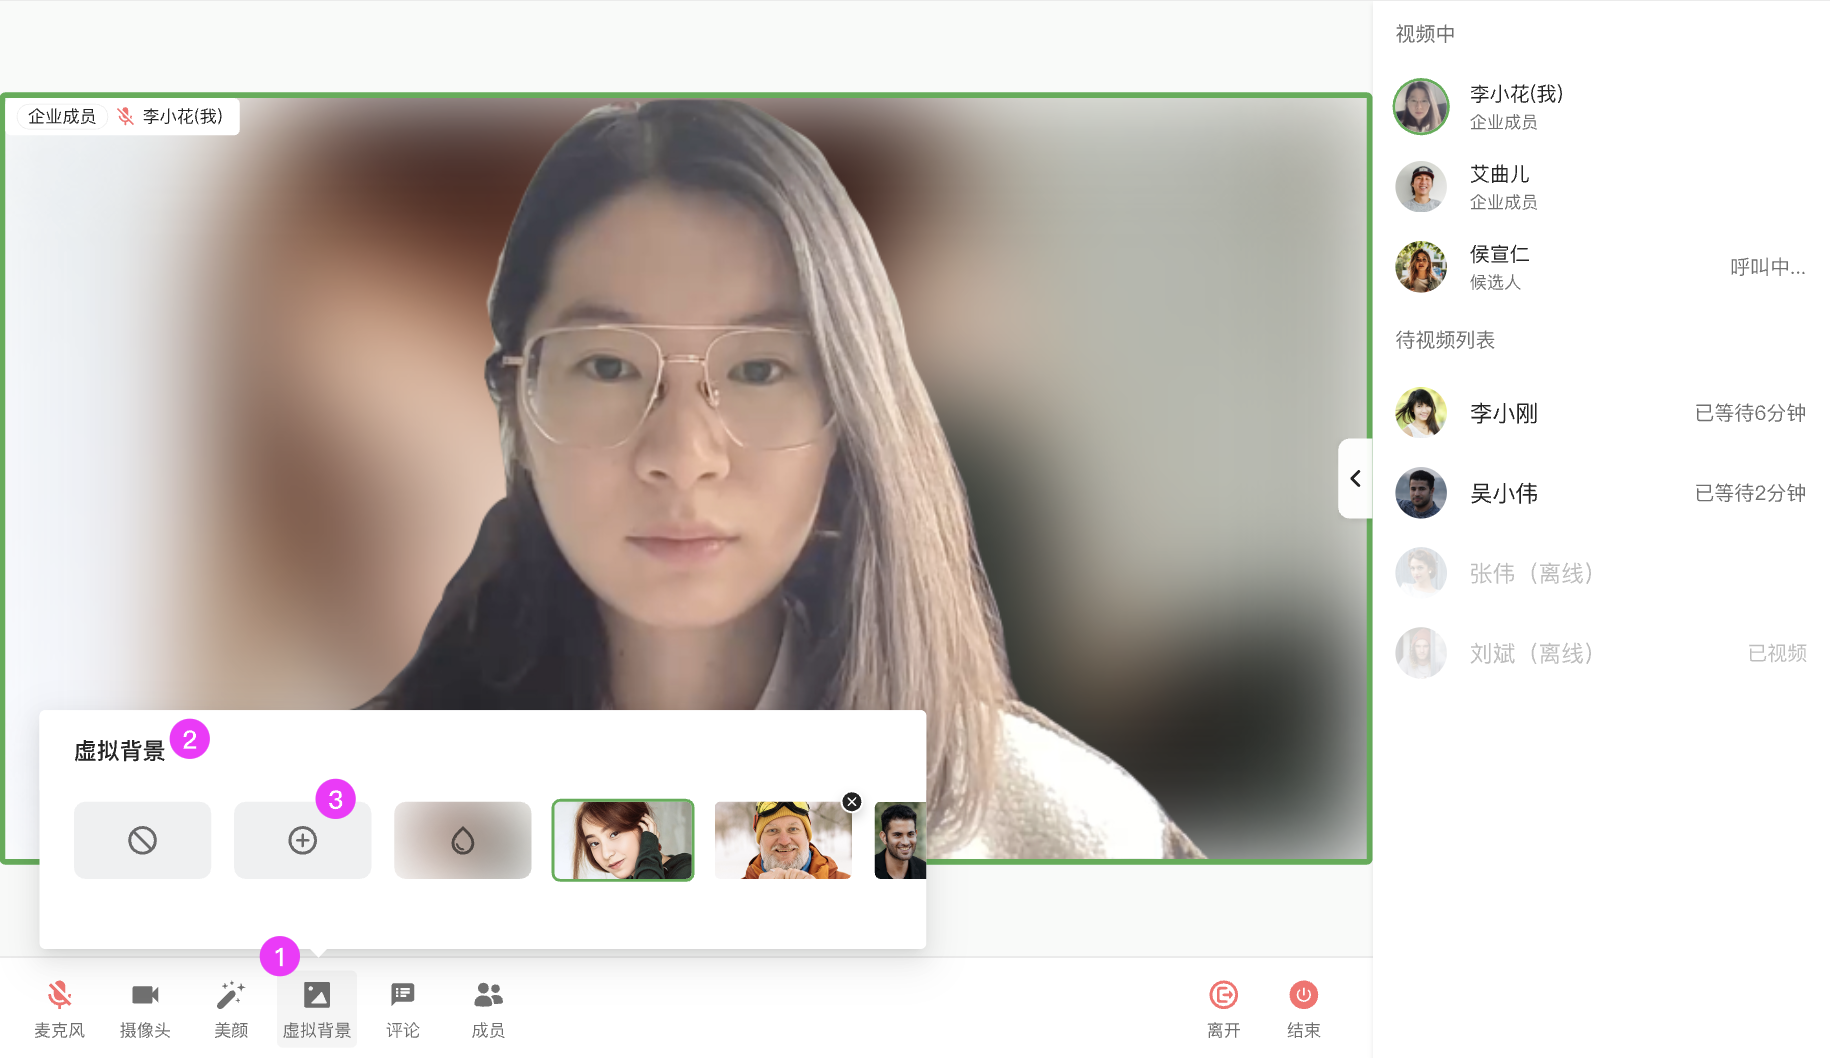 企业成员 李小花(我)
虚拟背景 2
3
1
麦克风 摄像头 美颜 虚拟背景 评论 成员 离开 结束
视频中
李小花(我)
企业成员
艾曲儿
企业成员
侯宣仁
候选人
呼叫中...
待视频列表
李小刚 已等待6分钟
吴小伟 已等待2分钟
张伟（离线）
刘斌（离线） 已视频